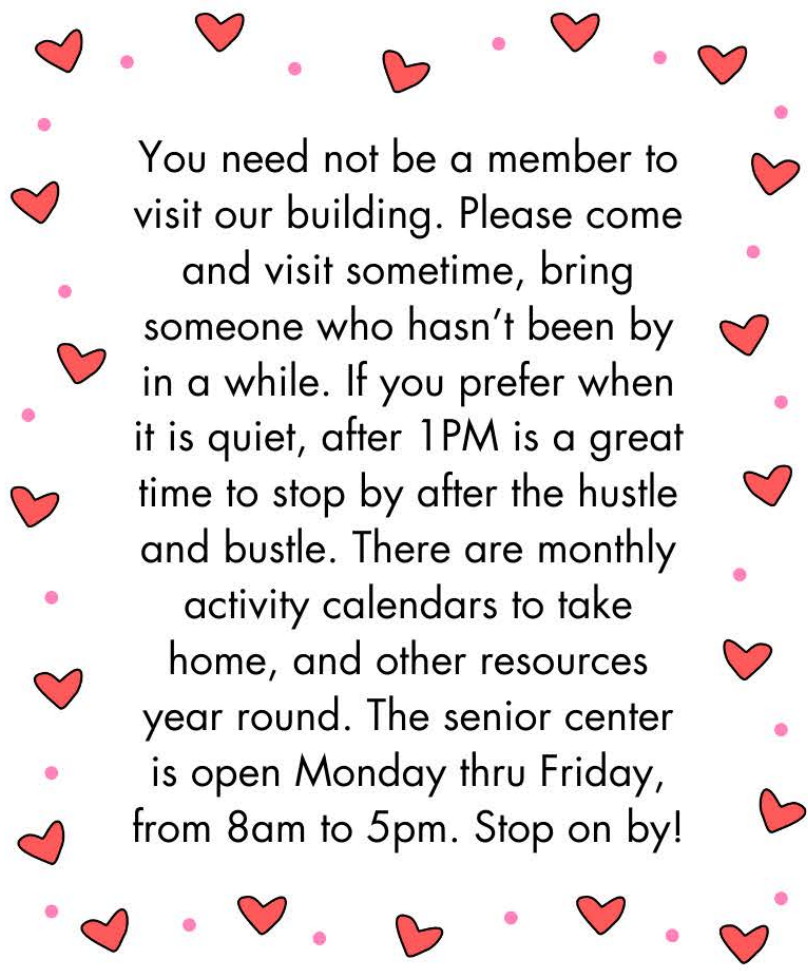 You need not be a member to
visit our building. Please come
and visit sometime, bring
someone who hasn’t been by
in a while. If you prefer when
it is quiet, after 1PM is a great
time to stop by after the hustle
and bustle. There are monthly
activity calendars to take
home, and other resources
year round. The senior center
is open Monday thru Friday,
from 8am to 5pm. Stop on by!